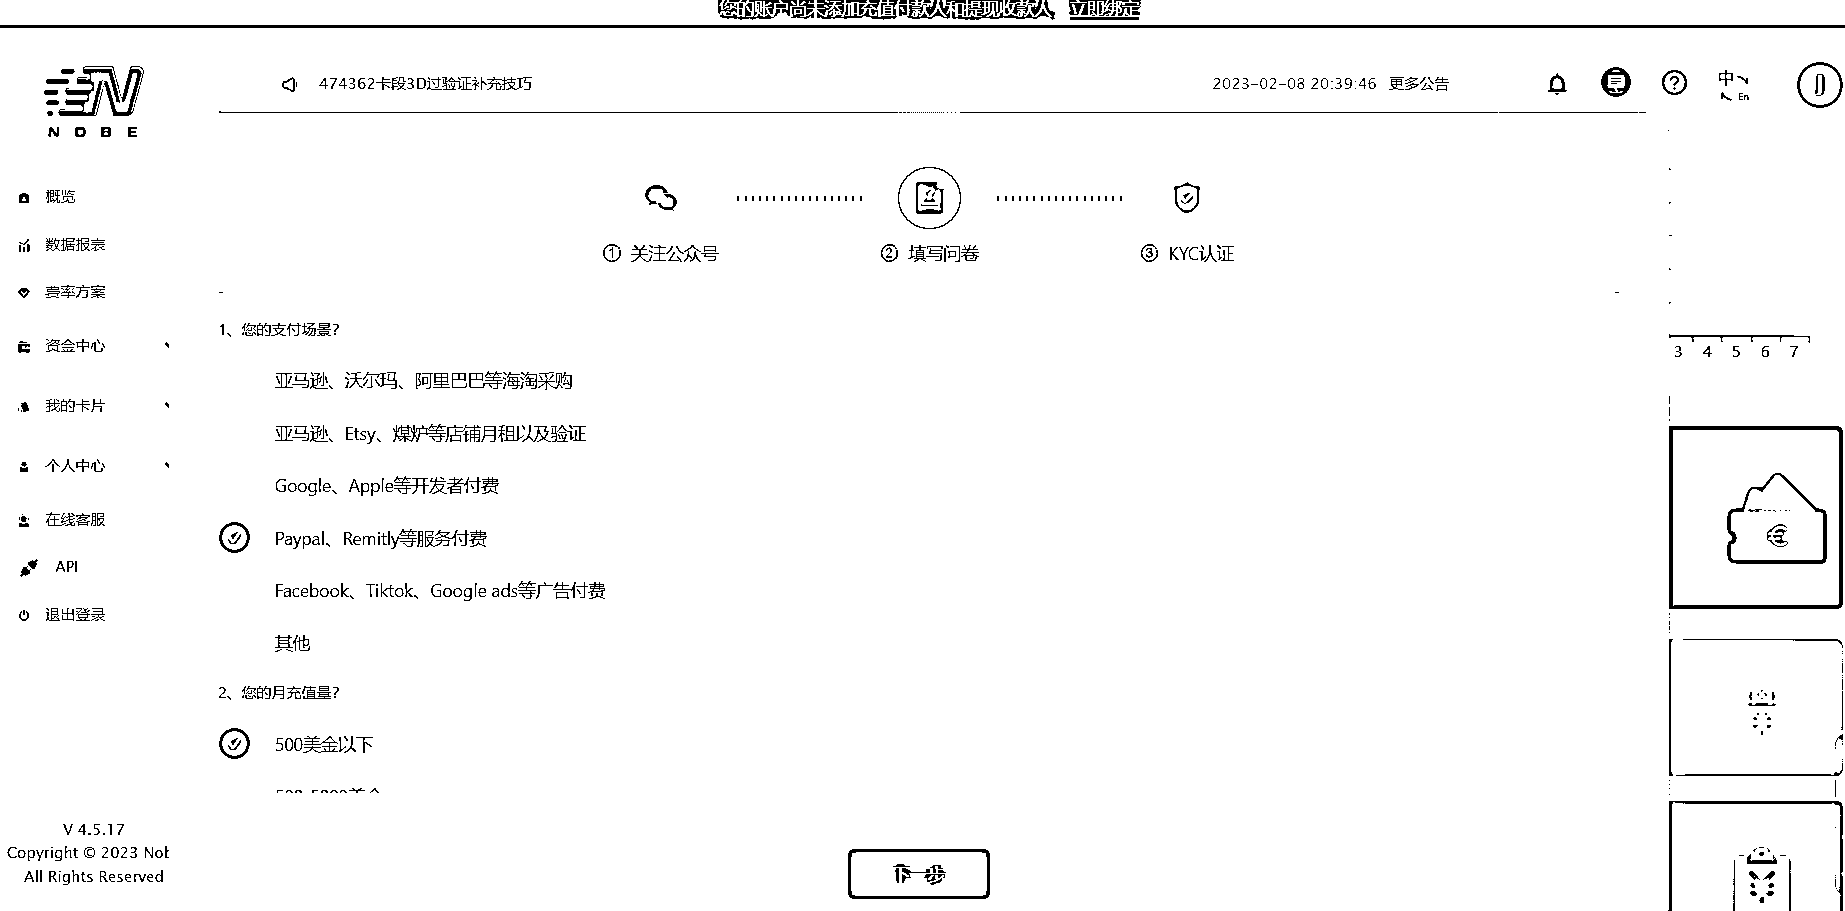 您的账户尚未添加充值付款人和提现收款人，立即绑定
NOBE
474362卡段3D过验证补充技巧
2023-02-08 20:39:46 更多公告
中
En
概览
数据报表
费率方案
资金中心
我的卡片
个人中心
在线客服
API
退出登录
① 关注公众号
② 填写问卷
③ KYC认证
1、您的支付场景?
亚马逊、沃尔玛、阿里巴巴等海淘采购
亚马逊、Etsy、煤炉等店铺月租以及验证
Google、Apple等开发者付费
Paypal、Remitly等服务付费
Facebook、Tiktok、Google ads等广告付费
其他
2、您的月充值量?
500美金以下
下一步
3 4 5 6 7
V 4.5.17
Copyright © 2023 Nob
All Rights Reserved